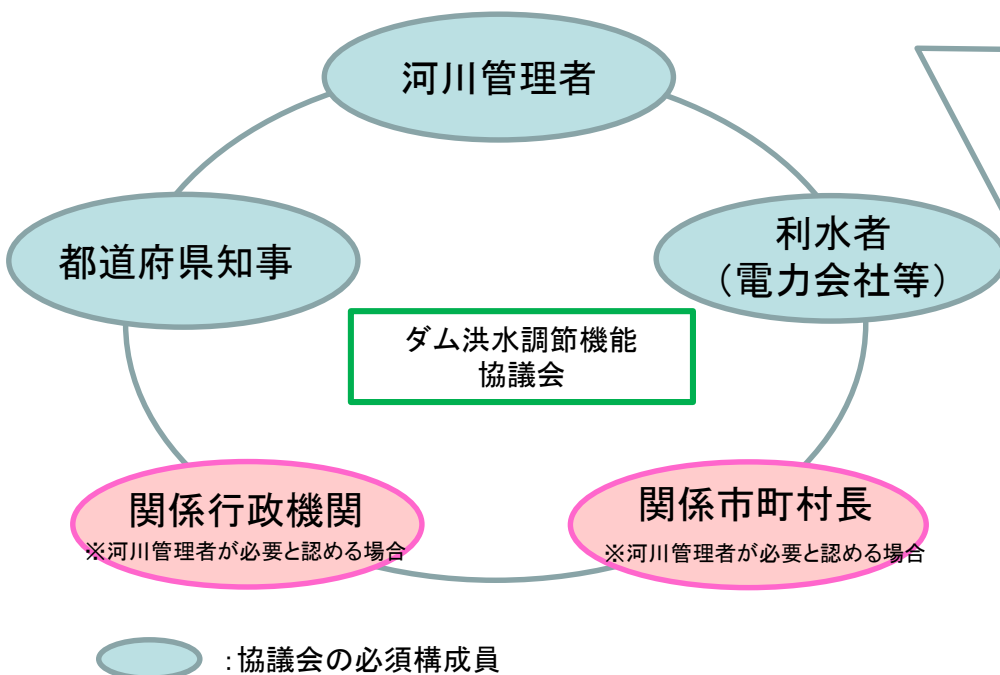 河川管理者
都道府県知事
利水者
（電力会社等）
ダム洪水調節機能
協議会
関係行政機関
※河川管理者が必要と認める場合
関係市町村長
※河川管理者が必要と認める場合
：協議会の必須構成員